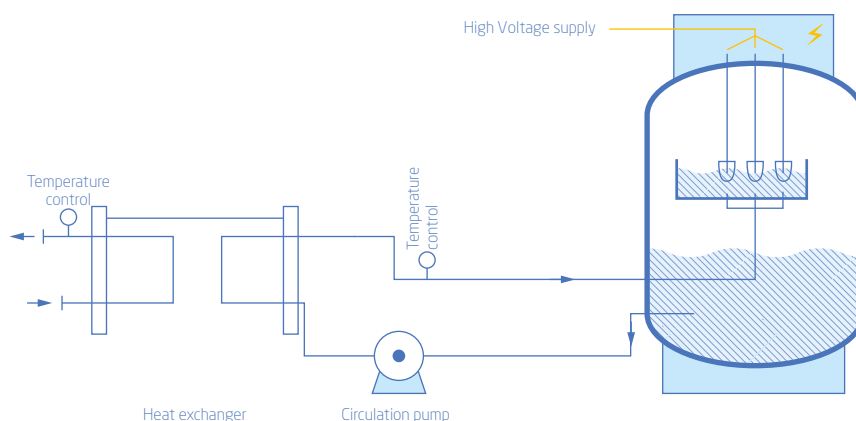 High Voltage supply
Temperature
control
Temperature
control
Heat exchanger
Circulation pump